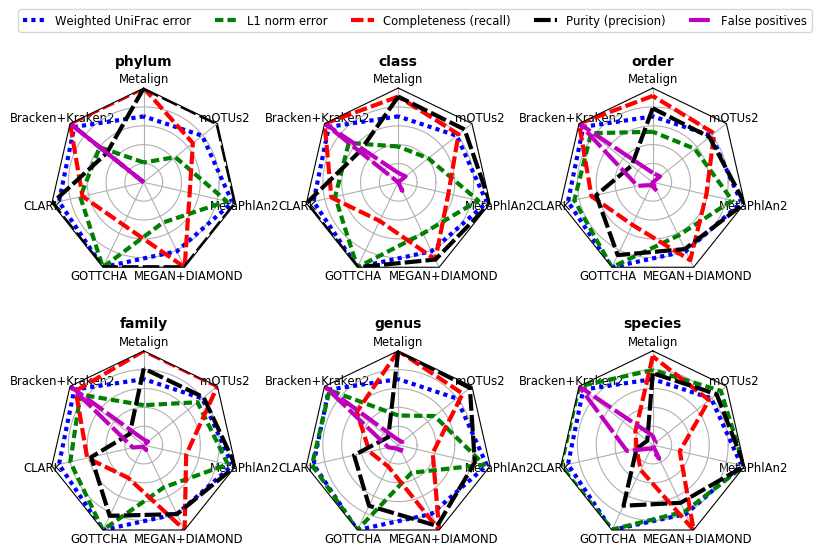 Weighted UniFrac error L1 norm error Completeness (recall) Purity (precision) False positives
phylum class order
Metalign Metalign Metalign
Bracken+Kraken2 mOTUs2 Bracken+Kraken2 mOTUs2 Bracken+Kraken2 mOTUs2
CLARK MetaPhlAn2 CLARK MetaPhlAn2 CLARK MetaPhlAn2
GOTTCHA MEGAN+DIAMOND GOTTCHA MEGAN+DIAMOND GOTTCHA MEGAN+DIAMOND
family genus species
Metalign Metalign Metalign
Bracken+Kraken2 mOTUs2 Bracken+Kraken2 mOTUs2 Bracken+Kraken2 mOTUs2
CLARK MetaPhlAn2 CLARK MetaPhlAn2 CLARK MetaPhlAn2
GOTTCHA MEGAN+DIAMOND GOTTCHA MEGAN+DIAMOND GOTTCHA MEGAN+DIAMOND